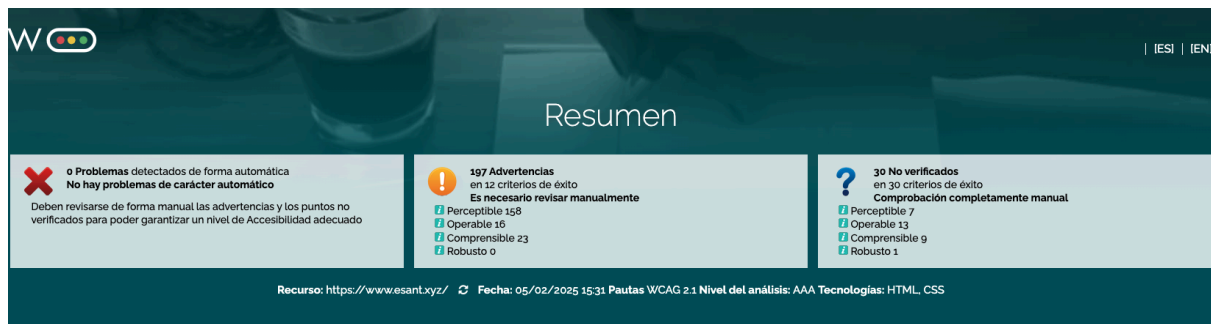 W
| [ES] | [EN]
Resumen
0 Problemas detectados de forma automática
No hay problemas de carácter automático
Deben revisarse de forma manual las advertencias y los puntos no
verificados para poder garantizar un nivel de Accesibilidad adecuado
197 Advertencias
en 12 criterios de éxito
Es necesario revisar manualmente
Perceptible 158
Operable 16
Comprensible 23
Robusto 0
30 No verificados
en 30 criterios de éxito
Comprobación completamente manual
Perceptible 7
Operable 13
Comprensible 9
Robusto 1
Recurso: https://www.esant.xyz/ Fecha: 05/02/2025 15:31 Pautas WCAG 2.1 Nivel del análisis: AAA Tecnologías: HTML, CSS